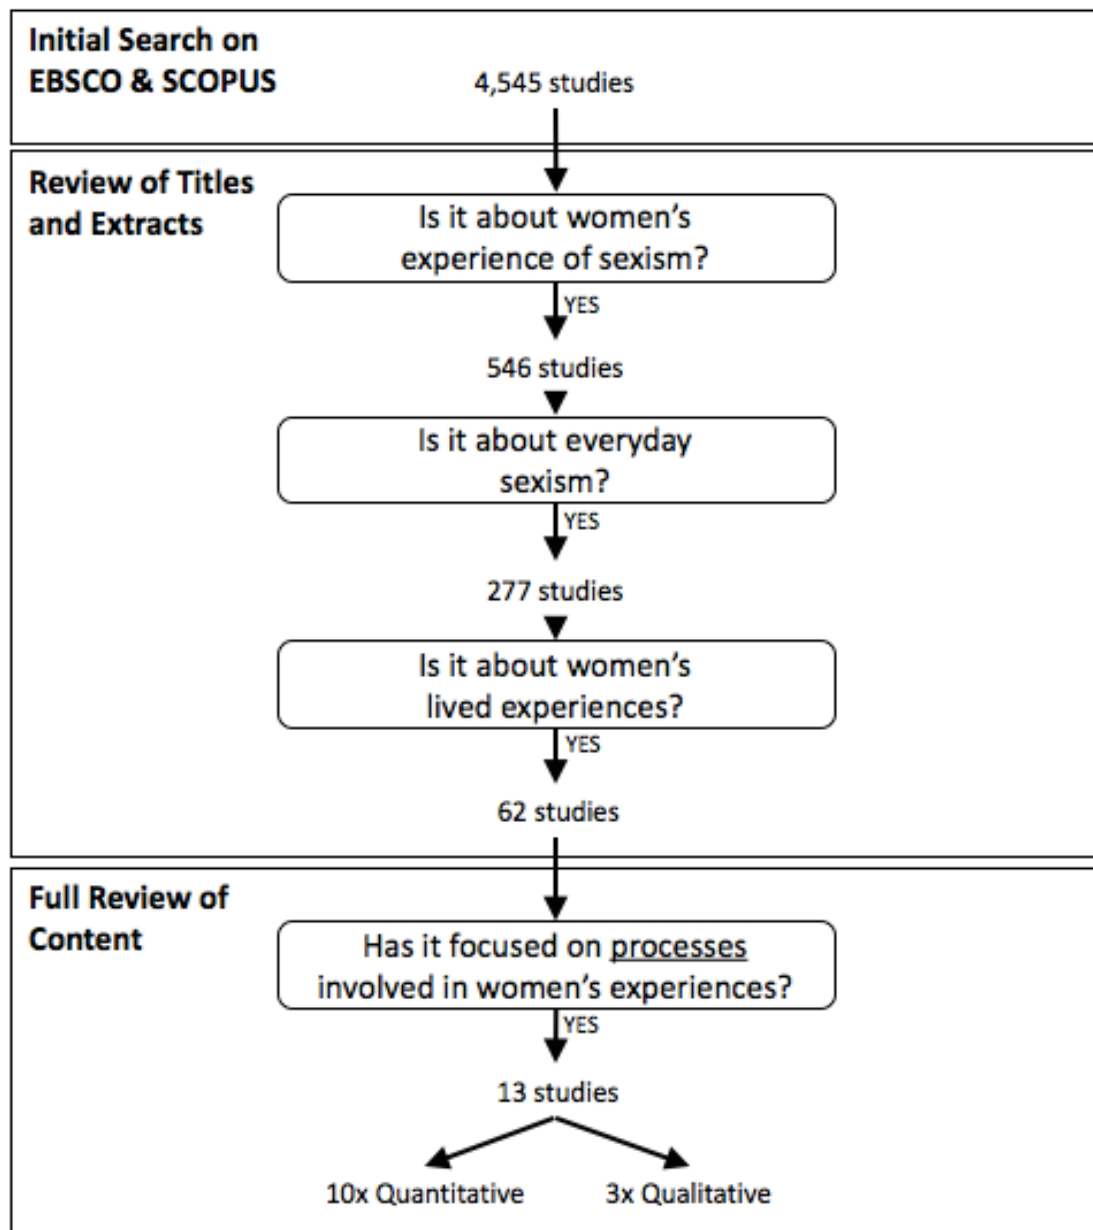 Initial Search on
EBSCO & SCOPUS
4,545 studies
Review of Titles
and Extracts
Is it about women’s
experience of sexism?
YES
546 studies
Is it about everyday
sexism?
YES
277 studies
Is it about women’s
lived experiences?
YES
62 studies
Full Review of
Content
Has it focused on processes
involved in women’s experiences?
YES
13 studies
10x Quantitative
3x Qualitative